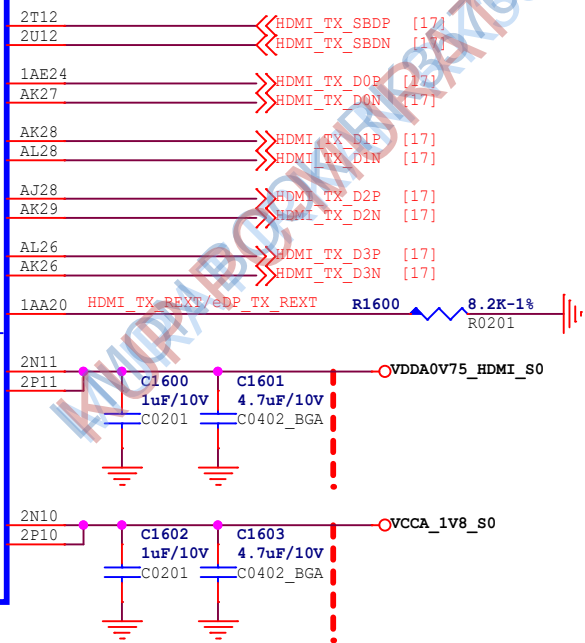 2T12 HDMI_TX_SBDP [17]
2U12 HDMI_TX_SBDN [17]
1AE24 HDMI_TX_D0P [17]
AK27 HDMI_TX_D0N [17]
AK28 HDMI_TX_D1P [17]
AL28 HDMI_TX_D1N [17]
AJ28 HDMI_TX_D2P [17]
AK29 HDMI_TX_D2N [17]
AL26 HDMI_TX_D3P [17]
AK26 HDMI_TX_D3N [17]
1AA20 HDMI_TX_REXT/eDP_TX_REXT R1600 8.2K-1%
R0201
2N11 VDDA0V75_HDMI_S0
2P11
C1600 C1601
1uF/10V 4.7uF/10V
C0201 C0402_BGA
2N10 VCCA_1V8_S0
2P10
C1602 C1603
1uF/10V 4.7uF/10V
C0201 C0402_BGA